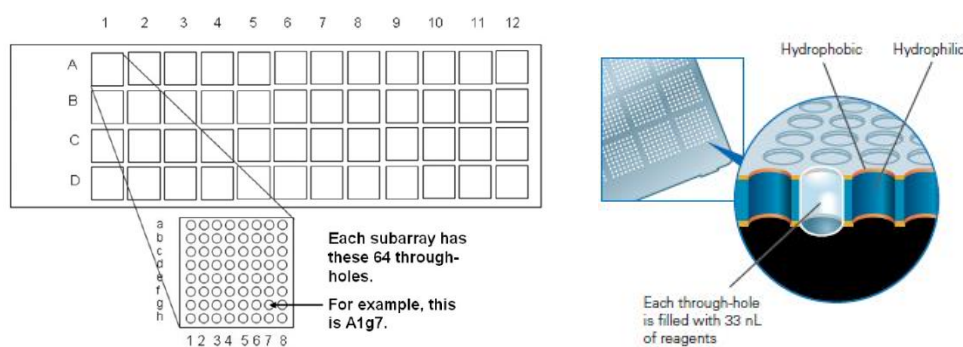 1 2 3 4 5 6 7 8 9 10 11 12
A
B
C
D
a
b
c
d
e
f
g
h
1 2 3 4 5 6 7 8
Each subarray has
these 64 through-
holes.
For example, this
is A1g7.
Hydrophobic Hydrophilic
Each through-hole
is filled with 33 nL
of reagents